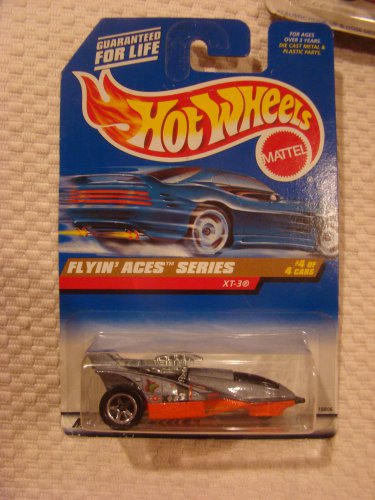 GUARANTEED
FOR LIFE
FOR AGES
OVER 3 YEARS.
DIE CAST METAL &
PLASTIC PARTS.
HOT WHEELS
MATTEL
FLYIN' ACES™ SERIES
XT-3®
#4 OF
4 CARS